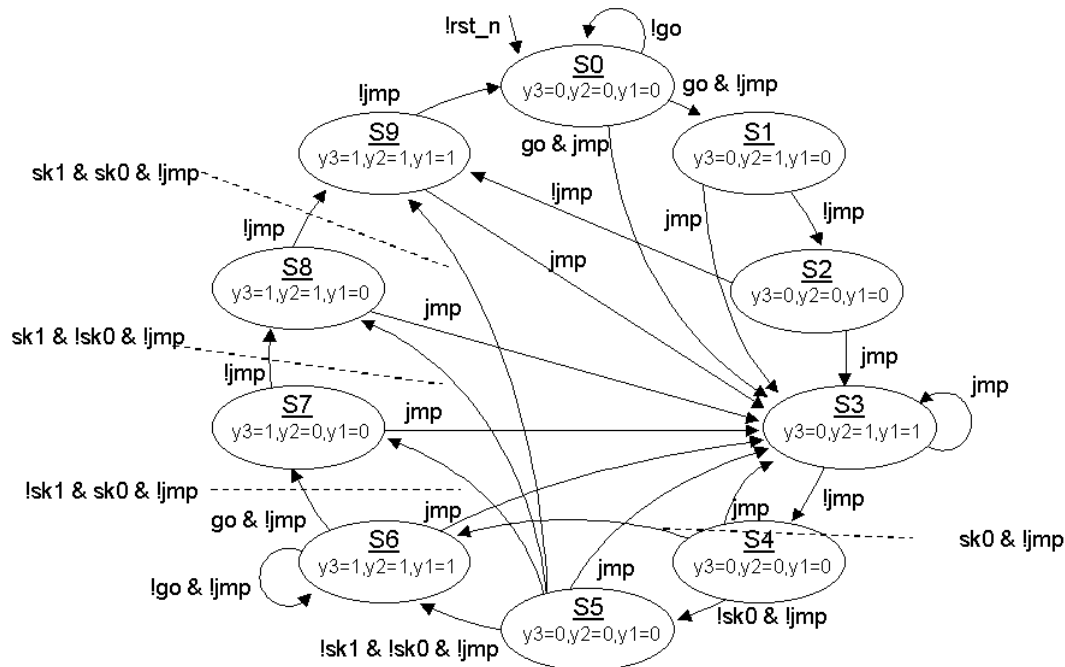 !rst_n
!go
S0
y3=0,y2=0,y1=0
go & !jmp
!jmp
S9
y3=1,y2=1,y1=1
go & jmp
S1
y3=0,y2=1,y1=0
sk1 & sk0 & !jmp
!jmp
jmp
!jmp
!jmp
jmp
S8
y3=1,y2=1,y1=0
S2
y3=0,y2=0,y1=0
jmp
sk1 & !sk0 & !jmp
jmp
!jmp
jmp
S7
y3=1,y2=0,y1=0
jmp
S3
y3=0,y2=1,y1=1
!sk1 & sk0 & !jmp
!jmp
go & !jmp
jmp
jmp
S6
y3=1,y2=1,y1=1
S4
y3=0,y2=0,y1=0
sk0 & !jmp
!go & !jmp
jmp
S5
y3=0,y2=0,y1=0
!sk0 & !jmp
!sk1 & !sk0 & !jmp